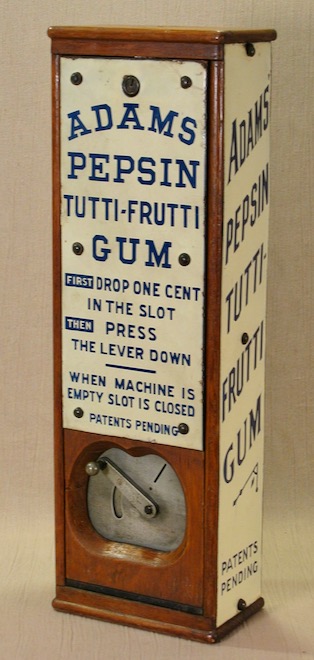 ADAMS
PEPSIN
TUTTI-FRUTTI
GUM
FIRST DROP ONE CENT
IN THE SLOT
THEN PRESS
THE LEVER DOWN
WHEN MACHINE IS
EMPTY SLOT IS CLOSED
PATENTS PENDING
ADAMS'
PEPSIN
TUTTI-
FRUTTI
GUM
PATENTS
PENDING